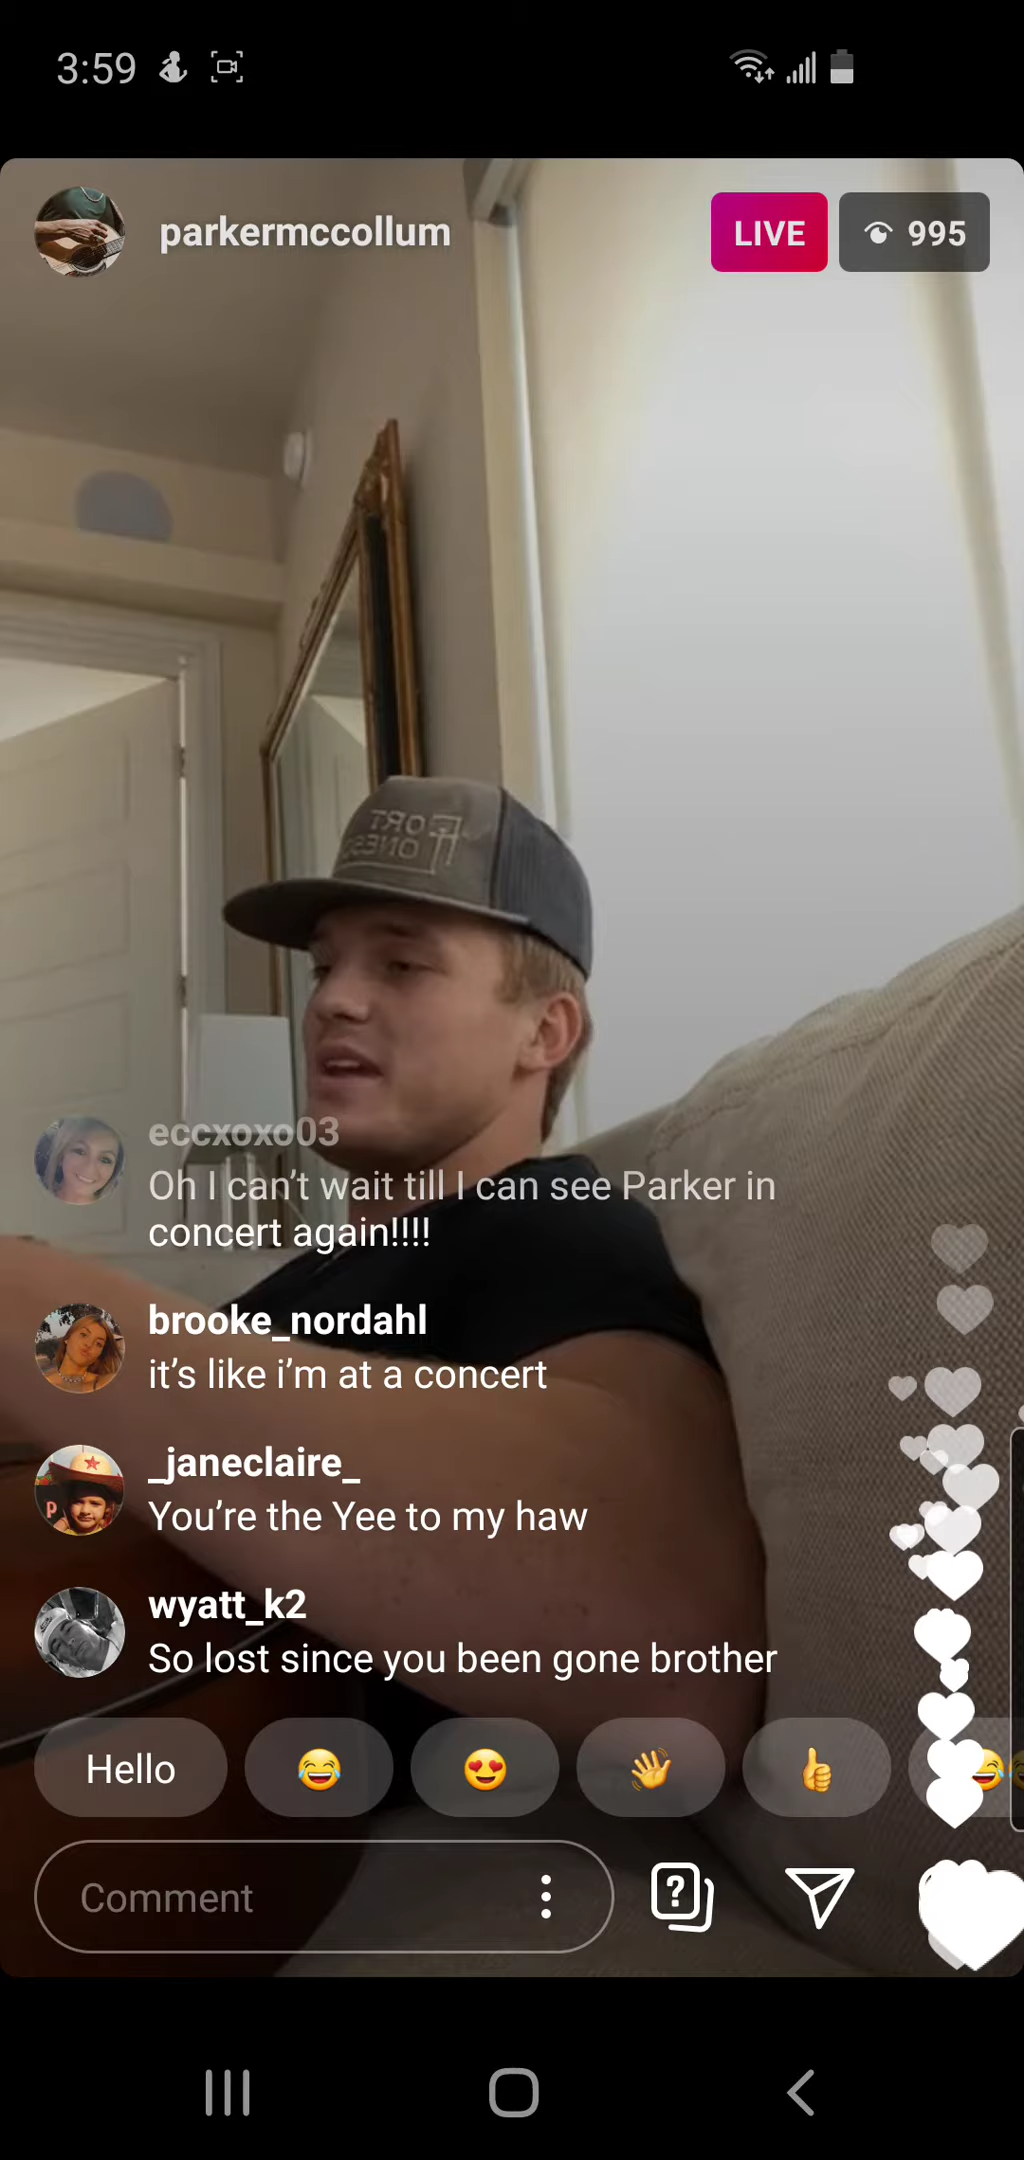 3:59
parkermccollum
LIVE
995
FORT
eccxoxo03
Oh I can't wait till I can see Parker in
concert again!!!!
brooke_nordahl
it's like i'm at a concert
_janeclaire_
You're the Yee to my haw
wyatt_k2
So lost since you been gone brother
Hello
Comment